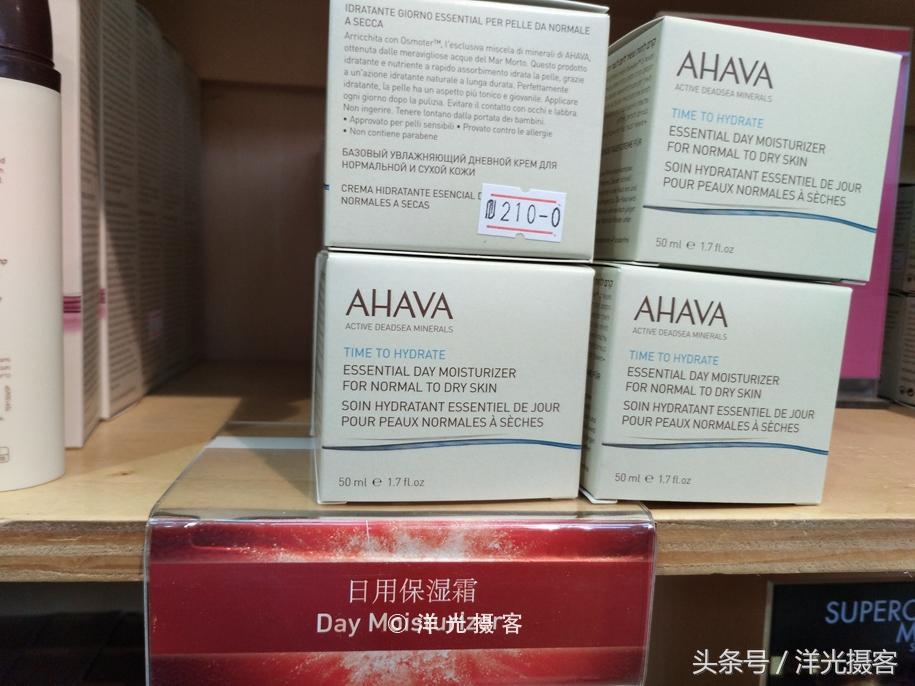 IDRATANTE GIORNO ESSENTIAL PER PELLE DA NORMALE
A SECCA
Arricchita con Osmoter™, l'esclusiva miscela di minerali di AHAVA,
ottenuta dalle meravigliose acque del Mar Morto. Questo prodotto
idratante e nutriente a rapido assorbimento idrata la pelle, grazie
a un'azione idratante naturale a lunga durata. Perfettamente
idratante, la pelle ha un aspetto più tonico e giovanile. Applicare
ogni giorno dopo la pulizia. Evitare il contatto con occhi e labbra.
Non ingerire. Tenere lontano dalla portata dei bambini.
• Approvato per pelli sensibili • Provato contro le allergie
• Non contiene parabene
БАЗОВЫЙ УВЛАЖНЯЮЩИЙ ДНЕВНОЙ КРЕМ ДЛЯ
НОРМАЛЬНОЙ И СУХОЙ КОЖИ
CREMA HIDRATANTE ESENCIAL
NORMALES A SECAS
₪210-0
AHAVA
ACTIVE DEADSEA MINERALS
TIME TO HYDRATE
ESSENTIAL DAY MOISTURIZER
FOR NORMAL TO DRY SKIN
SOIN HYDRATANT ESSENTIEL DE JOUR
POUR PEAUX NORMALES À SÈCHES
50 ml ℮ 1.7 fl.oz
AHAVA
ACTIVE DEADSEA MINERALS
TIME TO HYDRATE
ESSENTIAL DAY MOISTURIZER
FOR NORMAL TO DRY SKIN
SOIN HYDRATANT ESSENTIEL DE JOUR
POUR PEAUX NORMALES À SÈCHES
50 ml ℮ 1.7 fl.oz
AHAVA
ACTIVE DEADSEA MINERALS
TIME TO HYDRATE
ESSENTIAL DAY MOISTURIZER
FOR NORMAL TO DRY SKIN
SOIN HYDRATANT ESSENTIEL DE JOUR
POUR PEAUX NORMALES À SÈCHES
50 ml ℮ 1.7 fl.oz
日用保湿霜
Day Moisturizer
© 洋光摄客
头条号 / 洋光摄客